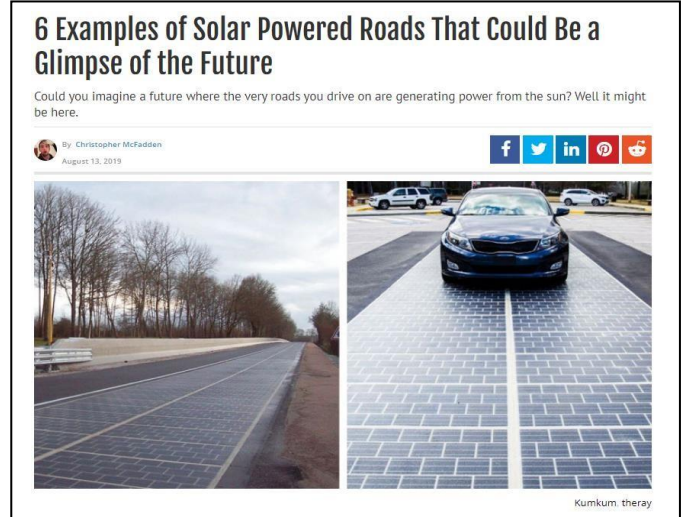 6 Examples of Solar Powered Roads That Could Be a
Glimpse of the Future
Could you imagine a future where the very roads you drive on are generating power from the sun? Well it might
be here.
By Christopher McFadden
August 13, 2019
Kumkum, theray